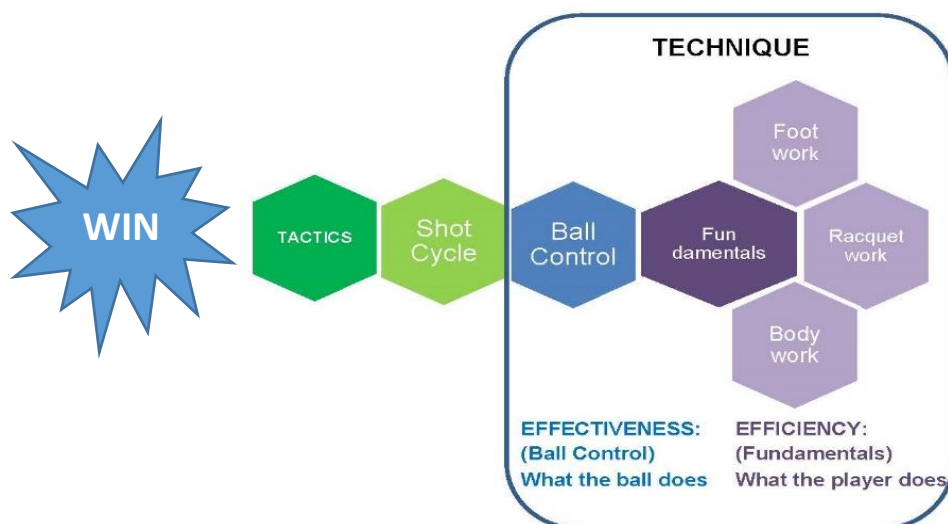 TECHNIQUE
WIN
TACTICS
Shot
Cycle
Ball
Control
Fun
damentals
Foot
work
Racquet
work
Body
work
EFFECTIVENESS:
(Ball Control)
What the ball does
EFFICIENCY:
(Fundamentals)
What the player does